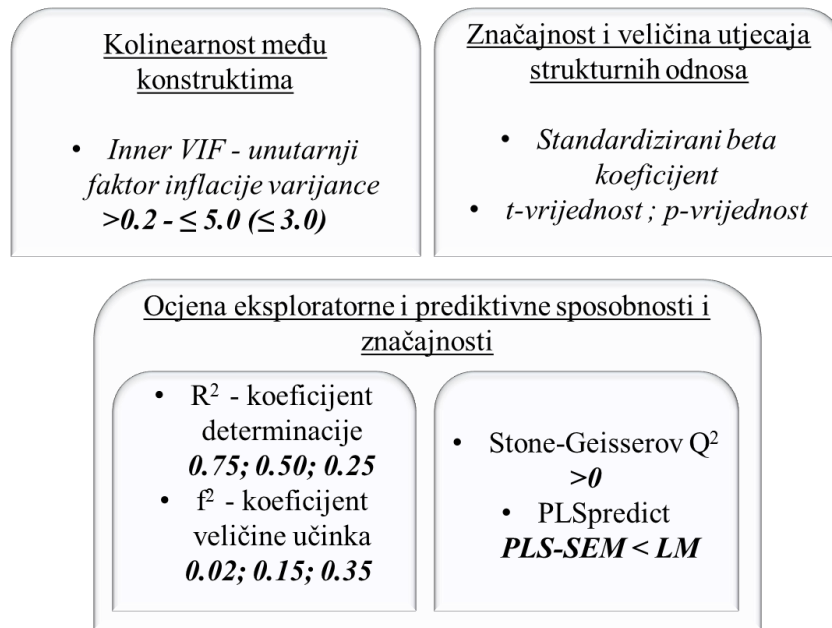 Kolinearnost među
konstruktima
• Inner VIF - unutarnji
faktor inflacije varijance
>0.2 - ≤ 5.0 (≤ 3.0)
Značajnost i veličina utjecaja
strukturnih odnosa
• Standardizirani beta
koeficijent
• t-vrijednost ; p-vrijednost
Ocjena eksploratorne i prediktivne sposobnosti i
značajnosti
• R² - koeficijent
determinacije
0.75; 0.50; 0.25
• f² - koeficijent
veličine učinka
0.02; 0.15; 0.35
• Stone-Geisserov Q²
>0
• PLSpredict
PLS-SEM < LM